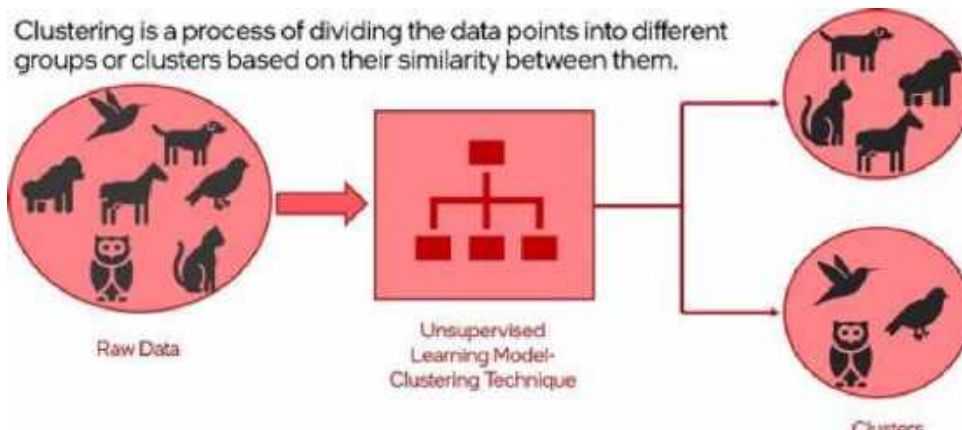 Clustering is a process of dividing the data points into different
groups or clusters based on their similarity between them.
Raw Data
Unsupervised
Learning Model-
Clustering Technique
Clusters